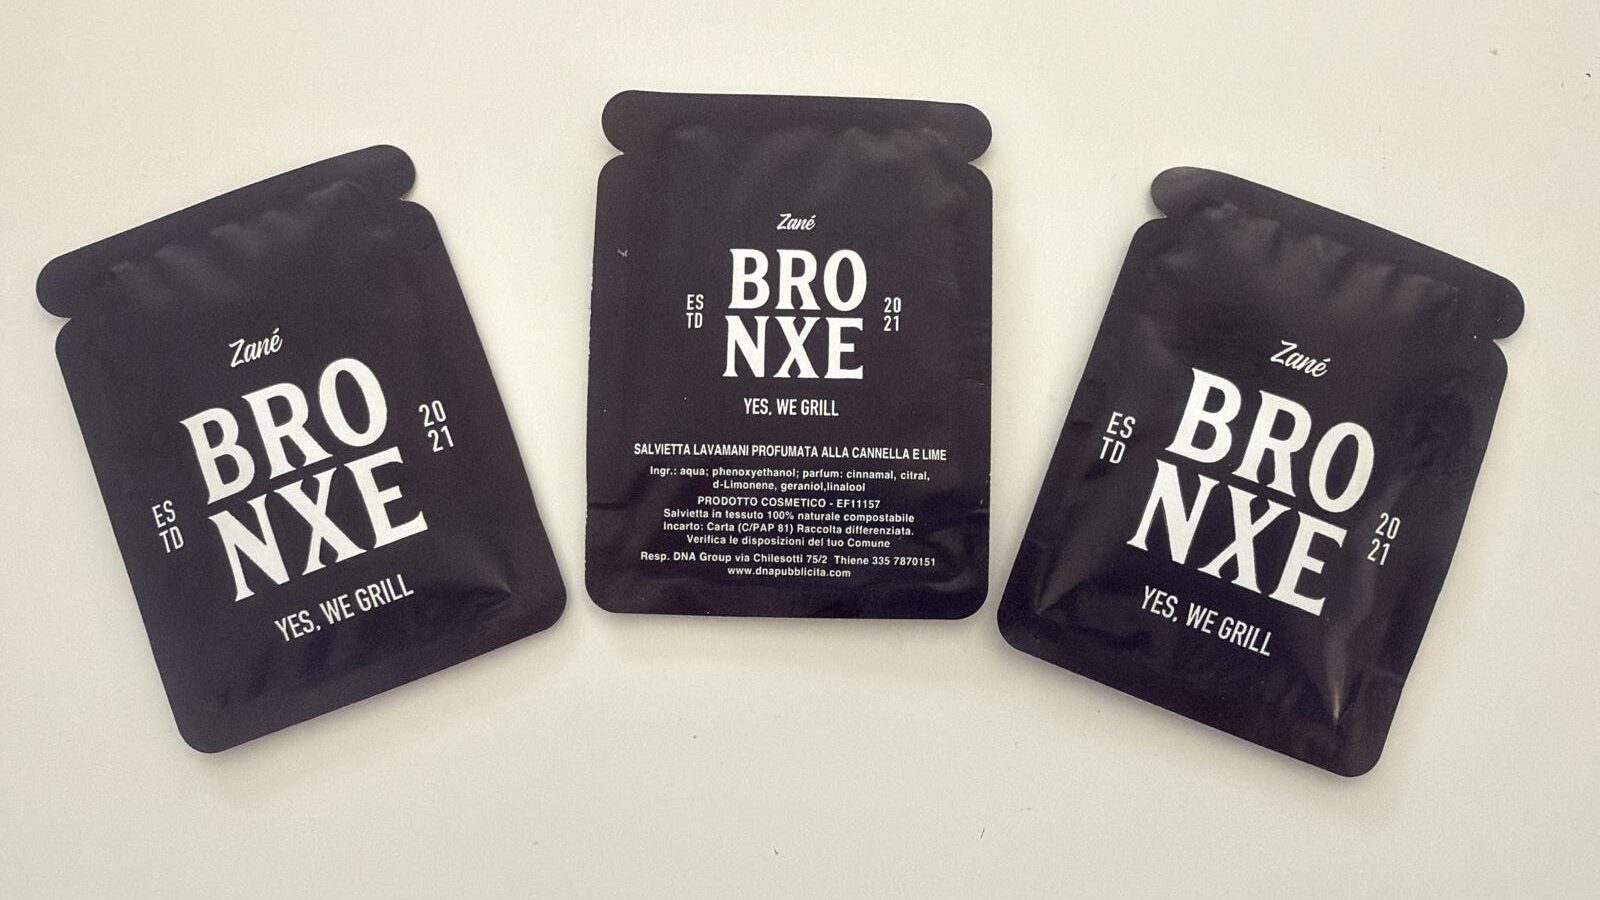 Zané
BRO
NXE
ES
TD
20
21
YES, WE GRILL
Zané
BRO
NXE
ES
TD
20
21
YES, WE GRILL
SALVIETTA LAVAMANI PROFUMATA ALLA CANNELLA E LIME
Ingr.: aqua; phenoxyethanol; parfum: cinnamal, citral,
d-Limonene, geraniol,linalool
PRODOTTO COSMETICO - EF11157
Salvietta in tessuto 100% naturale compostabile
Incarto: Carta (C/PAP 81) Raccolta differenziata.
Verifica le disposizioni del tuo Comune
Resp. DNA Group via Chilesotti 75/2 Thiene 335 7870151
www.dnapubblicita.com
Zané
BRO
NXE
ES
TD
20
21
YES, WE GRILL